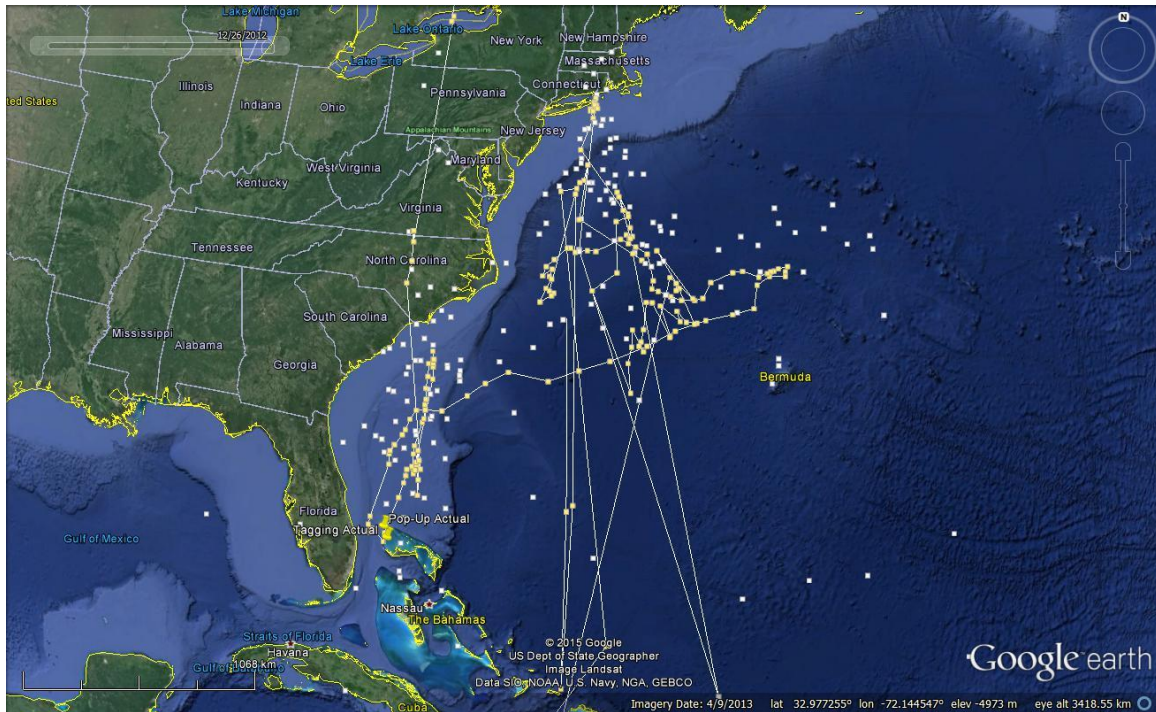 Lake Michigan
12/26/2012
Lake Ontario
New York
New Hampshire
N
Massachusetts
Lake Erie
Connecticut
Illinois
Pennsylvania
ted States
Indiana
Ohio
Appalachian Mountains
New Jersey
Maryland
West Virginia
Kentucky
Virginia
Tennessee
North Carolina
South Carolina
Mississippi
Alabama
Georgia
Bermuda
Florida
Pop-Up Actual
Tagging Actual
Gulf of Mexico
Nassau
The Bahamas
Straits of Florida
Havana
© 2015 Google
US Dept of State Geographer
Image Landsat
Data SIO, NOAA, U.S. Navy, NGA, GEBCO
1068 km
Google earth
Cuba
Imagery Date: 4/9/2013 lat 32.977255° lon -72.144547° elev -4973 m eye alt 3418.55 km